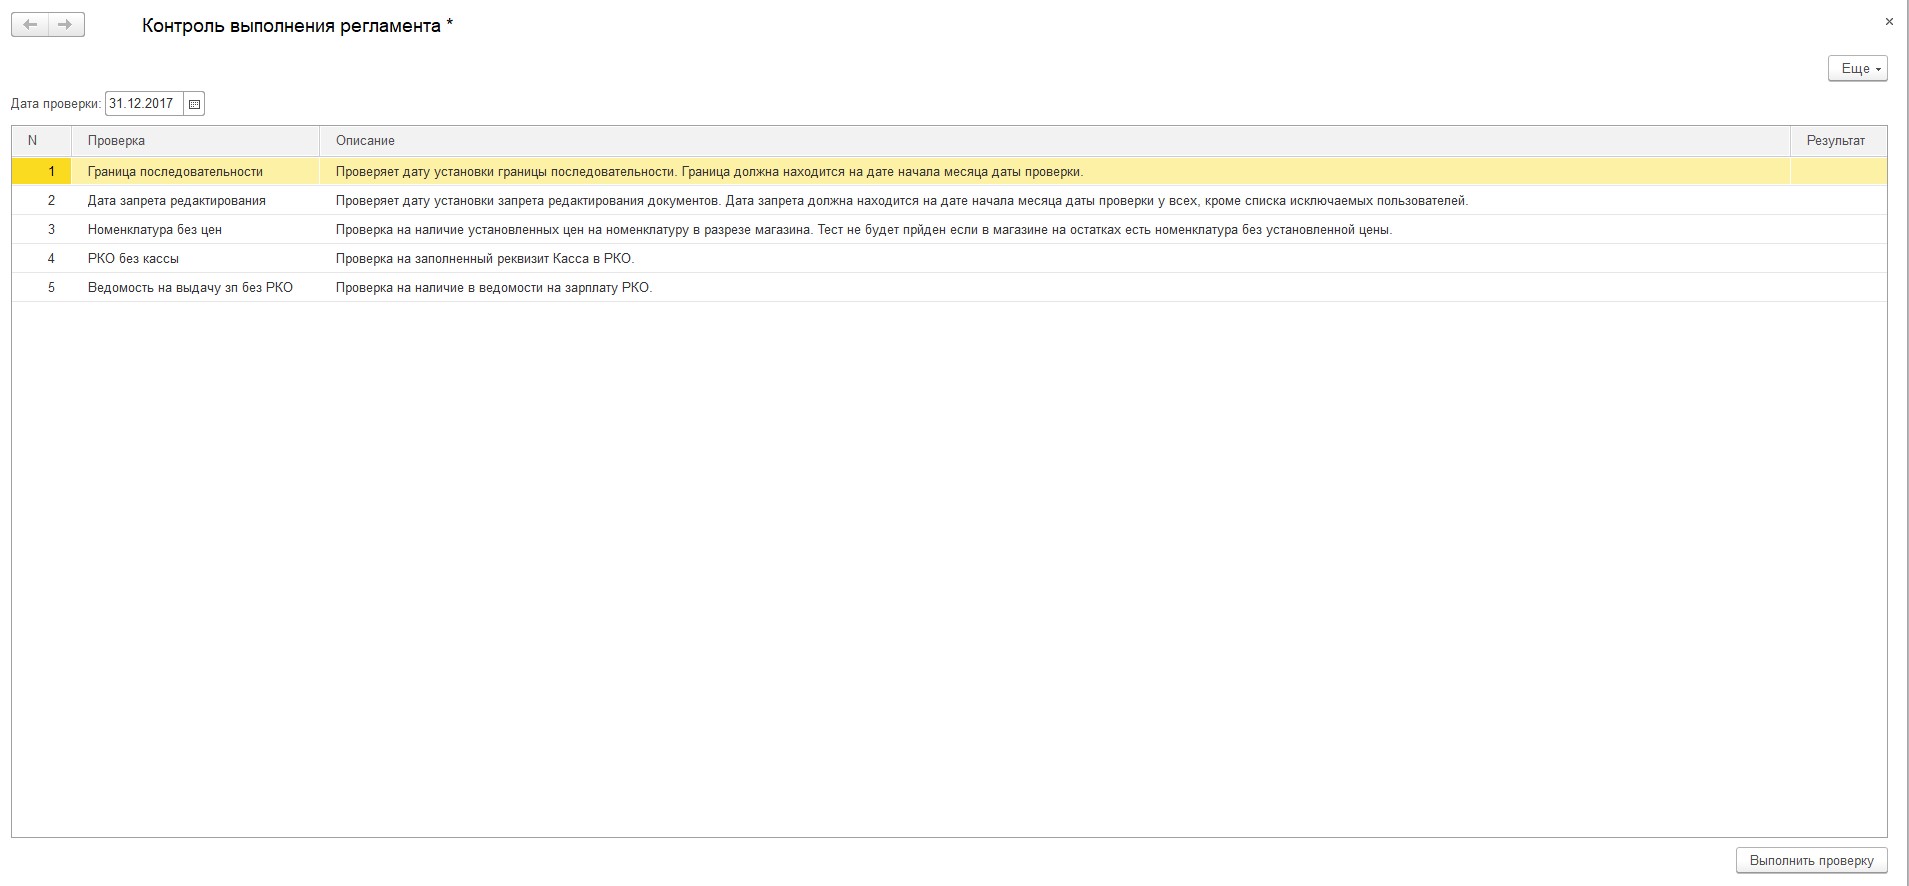 Контроль выполнения регламента *
×
Еще
Дата проверки: 31.12.2017
N Проверка Описание Результат
1 Граница последовательности Проверяет дату установки границы последовательности. Граница должна находится на дате начала месяца даты проверки.
2 Дата запрета редактирования Проверяет дату установки запрета редактирования документов. Дата запрета должна находится на дате начала месяца даты проверки у всех, кроме списка исключаемых пользователей.
3 Номенклатура без цен Проверка на наличие установленных цен на номенклатуру в разрезе магазина. Тест не будет прйден если в магазине на остатках есть номенклатура без установленной цены.
4 РКО без кассы Проверка на заполненный реквизит Касса в РКО.
5 Ведомость на выдачу зп без РКО Проверка на наличие в ведомости на зарплату РКО.
Выполнить проверку